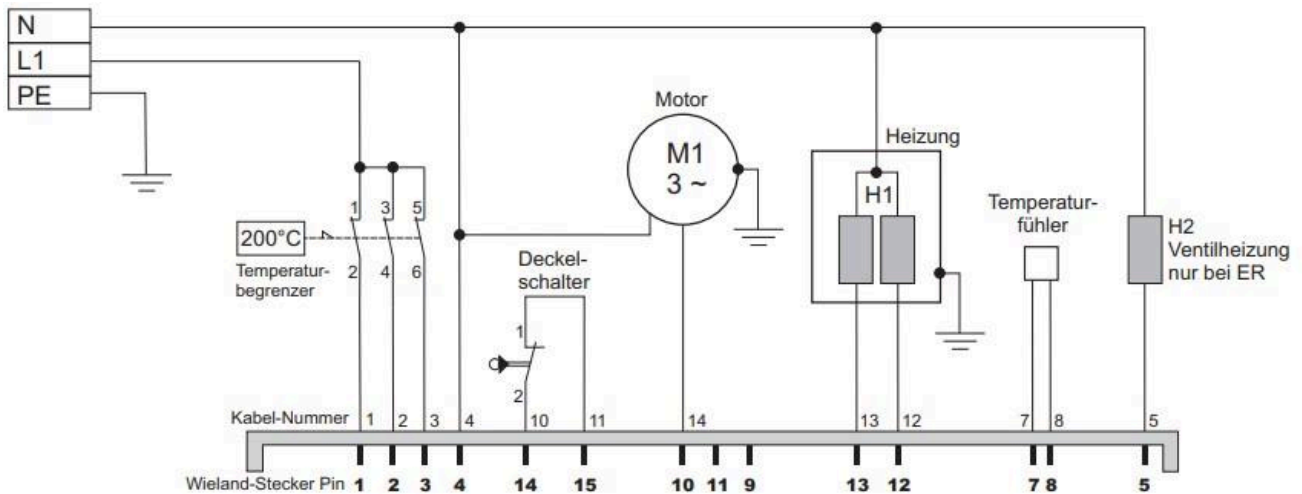 N
L1
PE
Motor
M1
3 ~
Heizung
H1
Temperatur-
fühler
H2
Ventilheizung
nur bei ER
1 3 5
200°C
2 4 6
Temperatur-
begrenzer
Deckel-
schalter
1
2
Kabel-Nummer 1 2 3 4 10 11 14 13 12 7 8 5
Wieland-Stecker Pin 1 2 3 4 14 15 10 11 9 13 12 7 8 5